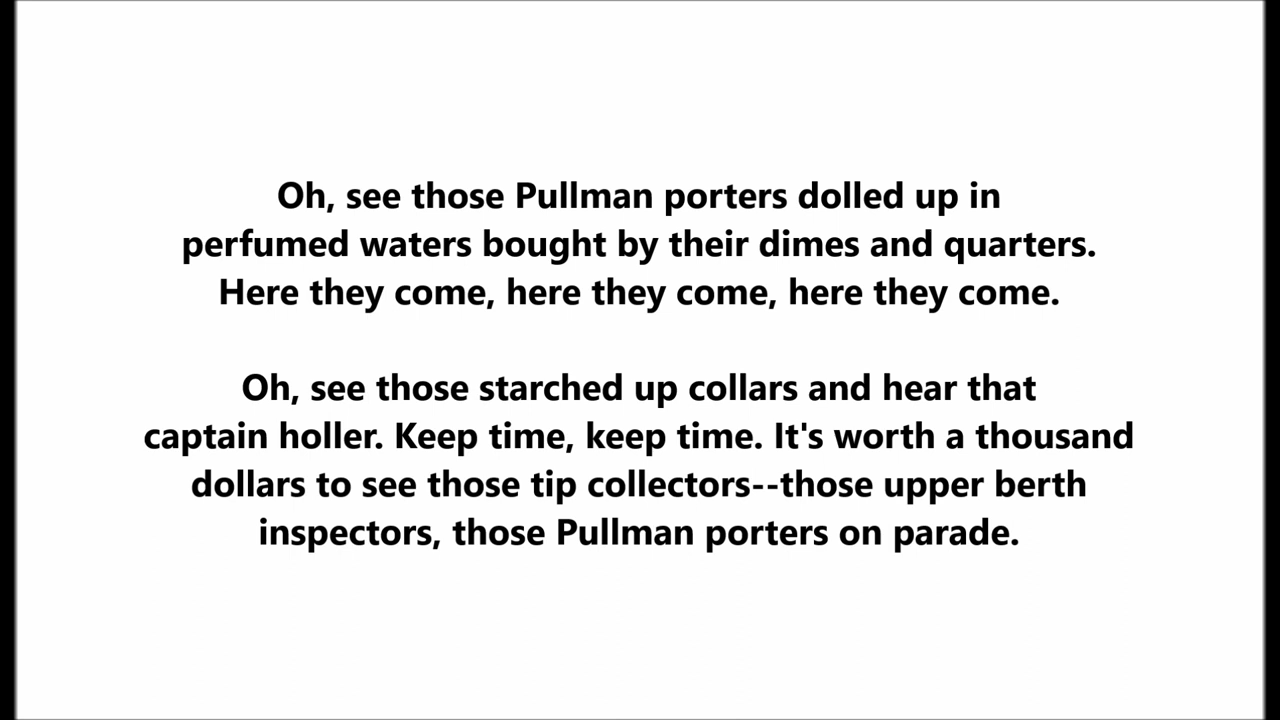 Oh, see those Pullman porters dolled up in
perfumed waters bought by their dimes and quarters.
Here they come, here they come, here they come.
Oh, see those starched up collars and hear that
captain holler. Keep time, keep time. It's worth a thousand
dollars to see those tip collectors--those upper berth
inspectors, those Pullman porters on parade.